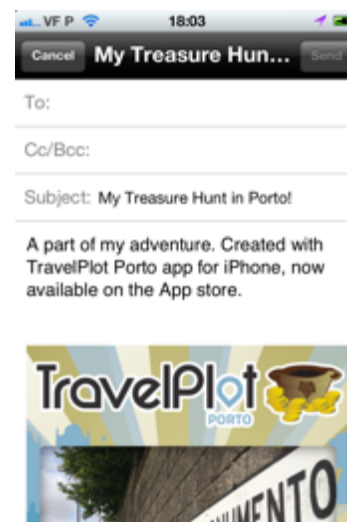 VF P 18:03
Cancel My Treasure Hun... Send
To:
Cc/Bcc:
Subject: My Treasure Hunt in Porto!
A part of my adventure. Created with
TravelPlot Porto app for iPhone, now
available on the App store.
TravelPlot
PORTO
MONUMENTO